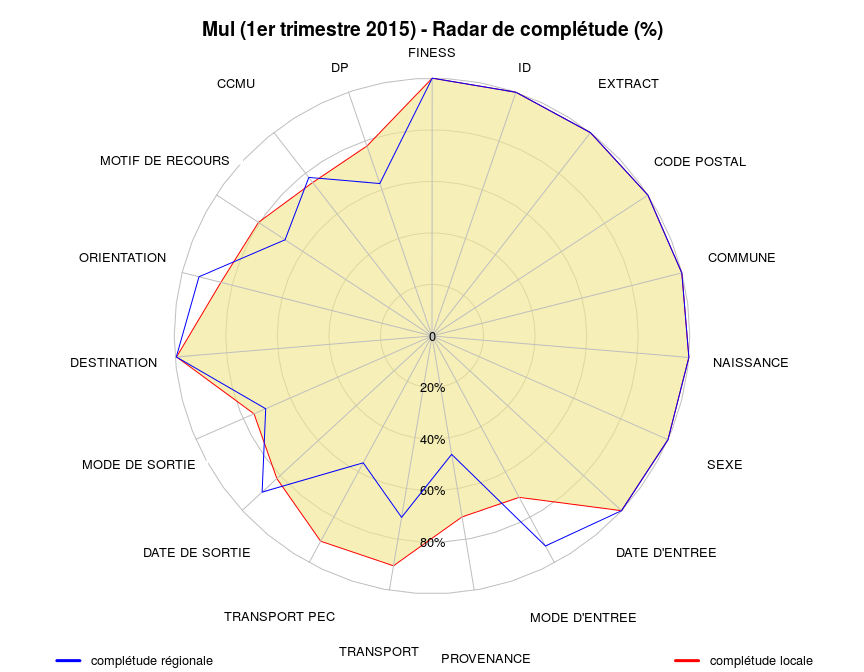 Mul (1er trimestre 2015) - Radar de complétude (%)
FINESS
DP
ID
CCMU
EXTRACT
MOTIF DE RECOURS
CODE POSTAL
ORIENTATION
COMMUNE
0
DESTINATION
NAISSANCE
20%
40%
MODE DE SORTIE
SEXE
60%
80%
DATE DE SORTIE
DATE D'ENTREE
TRANSPORT PEC
MODE D'ENTREE
TRANSPORT
PROVENANCE
complétude régionale
complétude locale